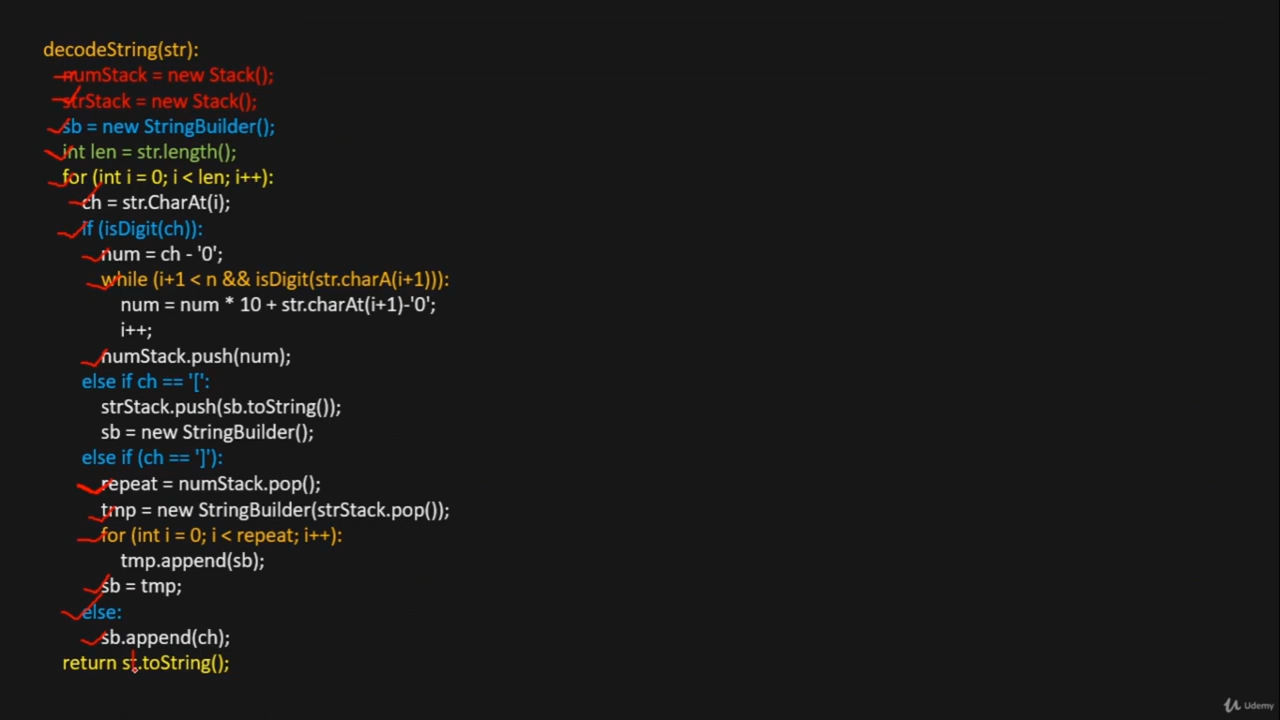 decodeString(str):
numStack = new Stack();
strStack = new Stack();
sb = new StringBuilder();
int len = str.length();
for (int i = 0; i < len; i++):
ch = str.CharAt(i);
if (isDigit(ch)):
num = ch - '0';
while (i+1 < n && isDigit(str.charA(i+1))):
num = num * 10 + str.charAt(i+1)-'0';
i++;
numStack.push(num);
else if ch == '[':
strStack.push(sb.toString());
sb = new StringBuilder();
else if (ch == ']'):
repeat = numStack.pop();
tmp = new StringBuilder(strStack.pop());
for (int i = 0; i < repeat; i++):
tmp.append(sb);
sb = tmp;
else:
sb.append(ch);
return st.toString();
Udemy